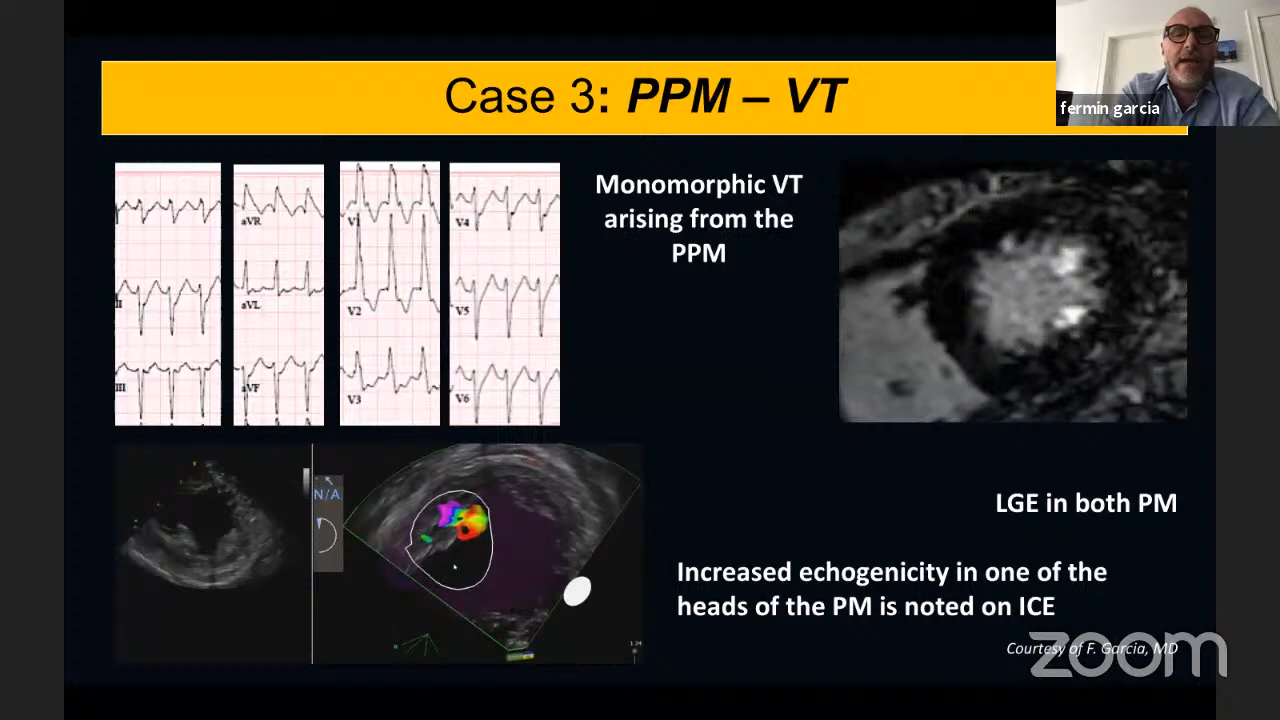 Case 3: PPM – VT
fermin garcia
aVR
V1
V4
II
aVL
V2
V5
III
aVF
V3
V6
Monomorphic VT
arising from the
PPM
N/A
LGE in both PM
Increased echogenicity in one of the
heads of the PM is noted on ICE
Courtesy of F. Garcia, MD
zoom